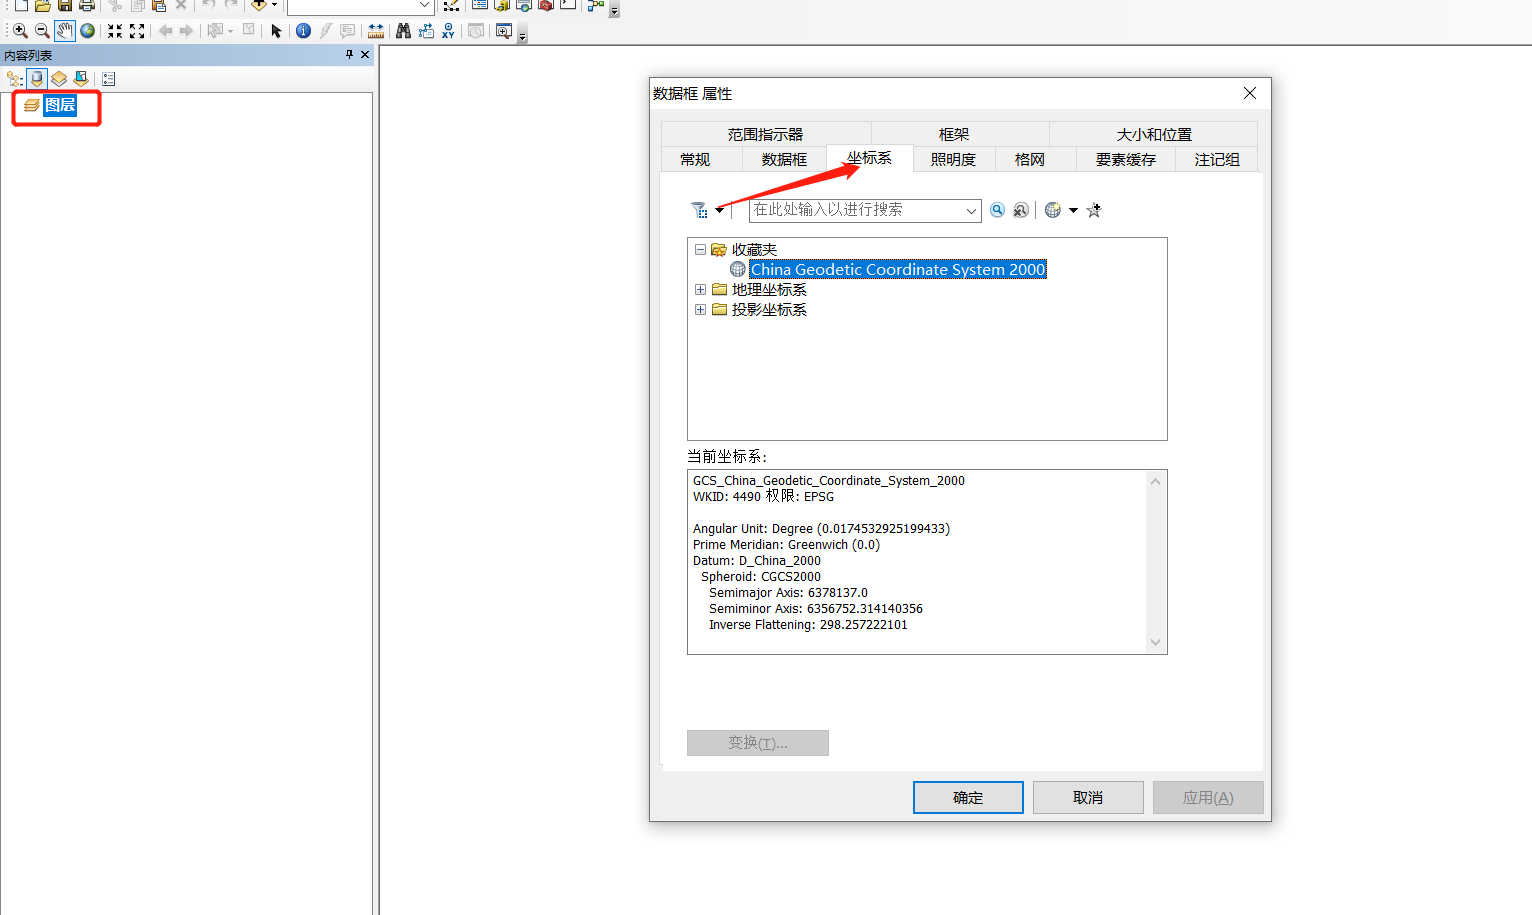 内容列表
图层
数据框 属性
范围指示器
框架
大小和位置
常规
数据框
坐标系
照明度
格网
要素缓存
注记组
在此处输入以进行搜索
收藏夹
China Geodetic Coordinate System 2000
地理坐标系
投影坐标系
当前坐标系:
GCS_China_Geodetic_Coordinate_System_2000
WKID: 4490 权限: EPSG
Angular Unit: Degree (0.0174532925199433)
Prime Meridian: Greenwich (0.0)
Datum: D_China_2000
Spheroid: CGCS2000
Semimajor Axis: 6378137.0
Semiminor Axis: 6356752.314140356
Inverse Flattening: 298.257222101
变换(T)...
确定
取消
应用(A)